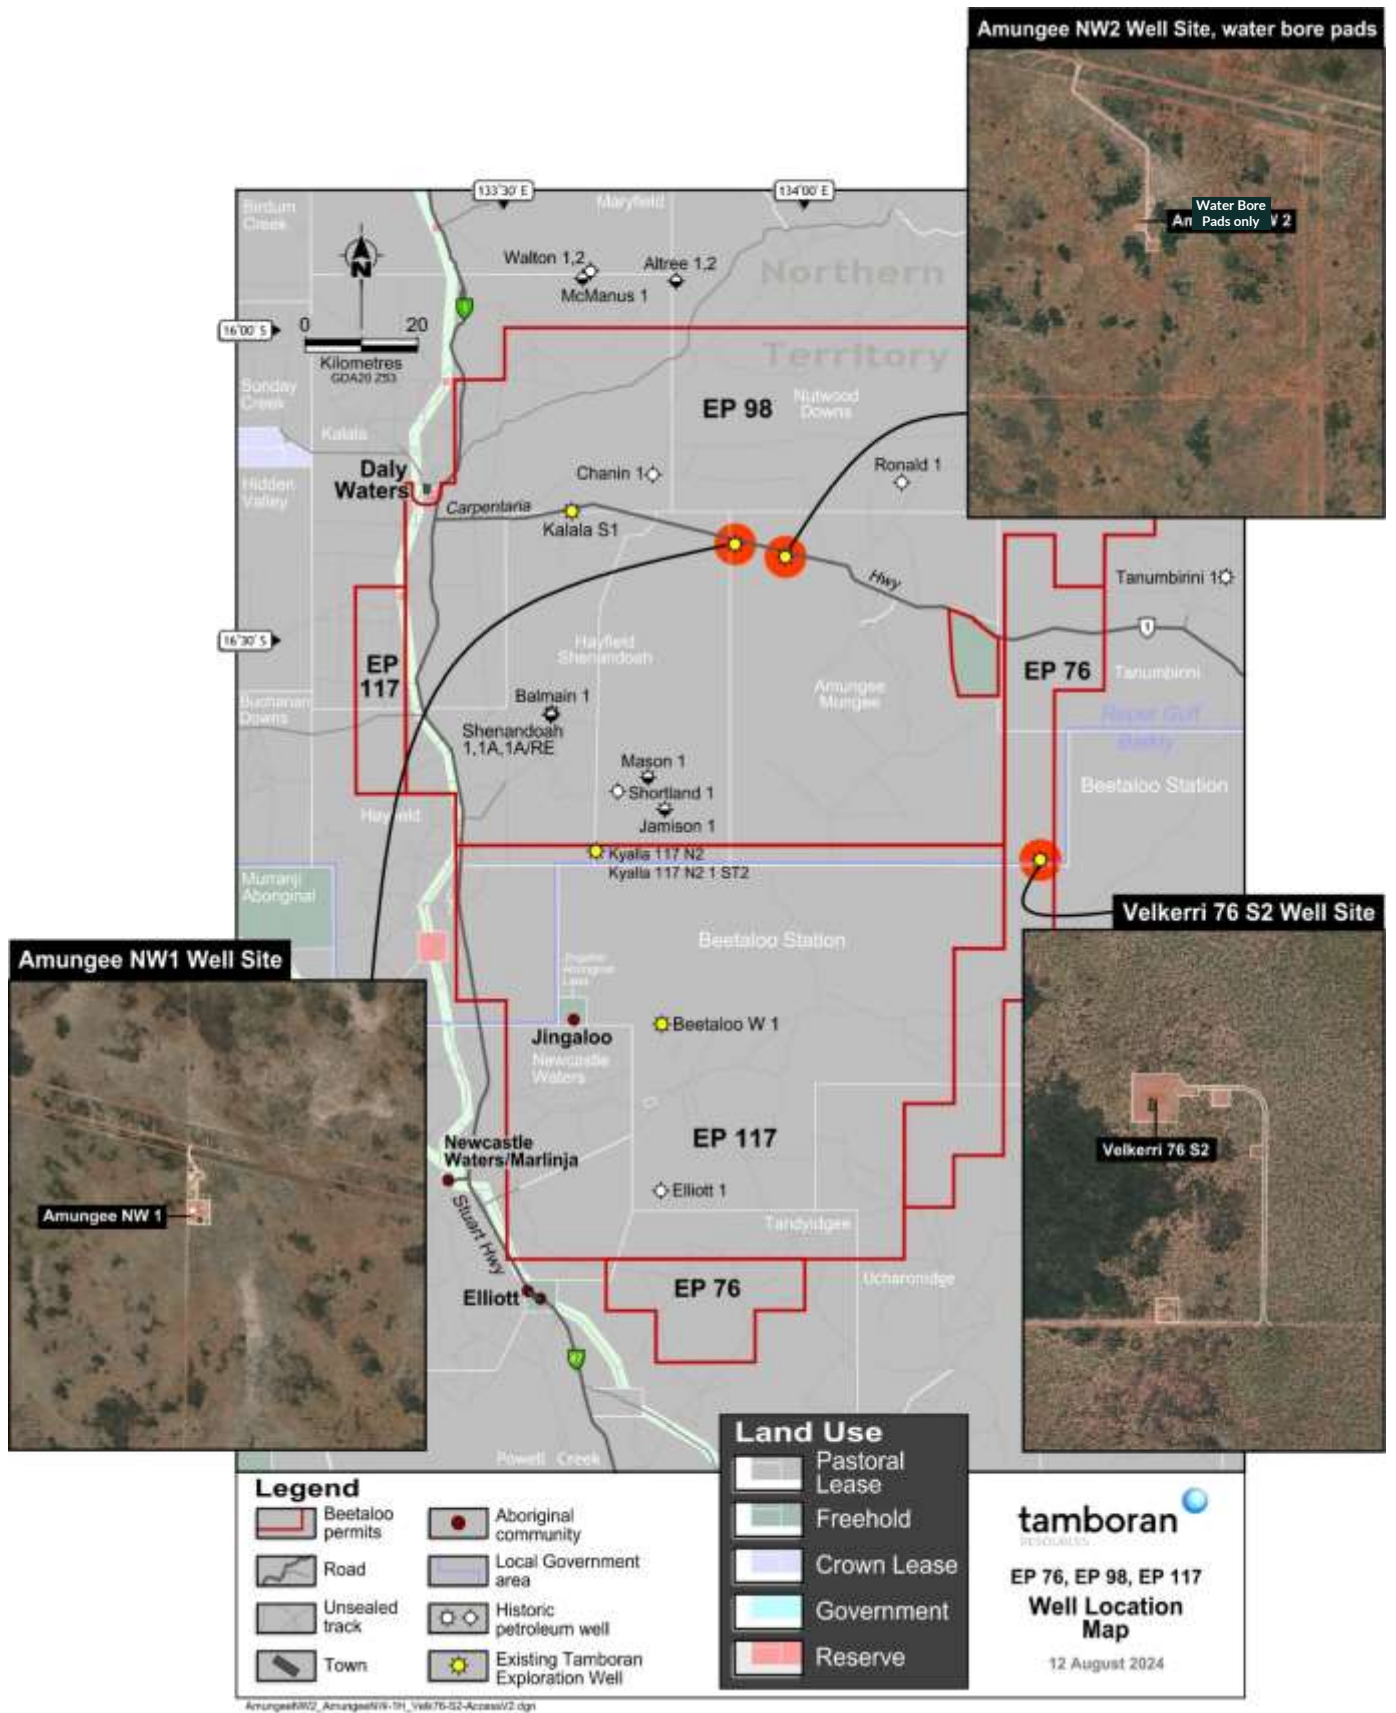 Amungee NW2 Well Site, water bore pads
Water Bore
Pads only
133°30' E
134°00' E
Birdum
Creek
Maryfield
N
Walton 1,2
McManus 1
Altree 1,2
Northern
Territory
0 20
Kilometres
GDA20 Z53
16°00' S
Sunday
Creek
EP 98
Nutwood
Downs
Kalala
Daly
Waters
Hidden
Valley
Chanin 1
Ronald 1
Carpentaria
Kalala S1
Hwy
Tanumbirini 1
1
16°30' S
Hayfield
Shenandoah
EP
117
EP 76
Tanumbirini
Amungee
Mungee
Buchanan
Downs
Balmain 1
Shenandoah
1,1A,1A/RE
Roper Gulf
Barkly
Mason 1
Shortland 1
Jamison 1
Beetaloo Station
Hayfield
Kyalla 117 N2
Kyalla 117 N2 1 ST2
Murranji
Aboriginal
Velkerri 76 S2 Well Site
Beetaloo Station
Amungee NW1 Well Site
Beetaloo W 1
Jingaloo
Newcastle
Waters
Velkerri 76 S2
EP 117
Newcastle
Waters/Marlinja
Elliott 1
Amungee NW 1
Stuart Hwy
Tandyidgee
Ucharonidge
EP 76
Elliott
87
Powell Creek
Legend
Beetaloo
permits
Road
Unsealed
track
Town
Aboriginal
community
Local Government
area
Historic
petroleum well
Existing Tamboran
Exploration Well
Land Use
Pastoral
Lease
Freehold
Crown Lease
Government
Reserve
tamboran
RESOURCES
EP 76, EP 98, EP 117
Well Location
Map
12 August 2024